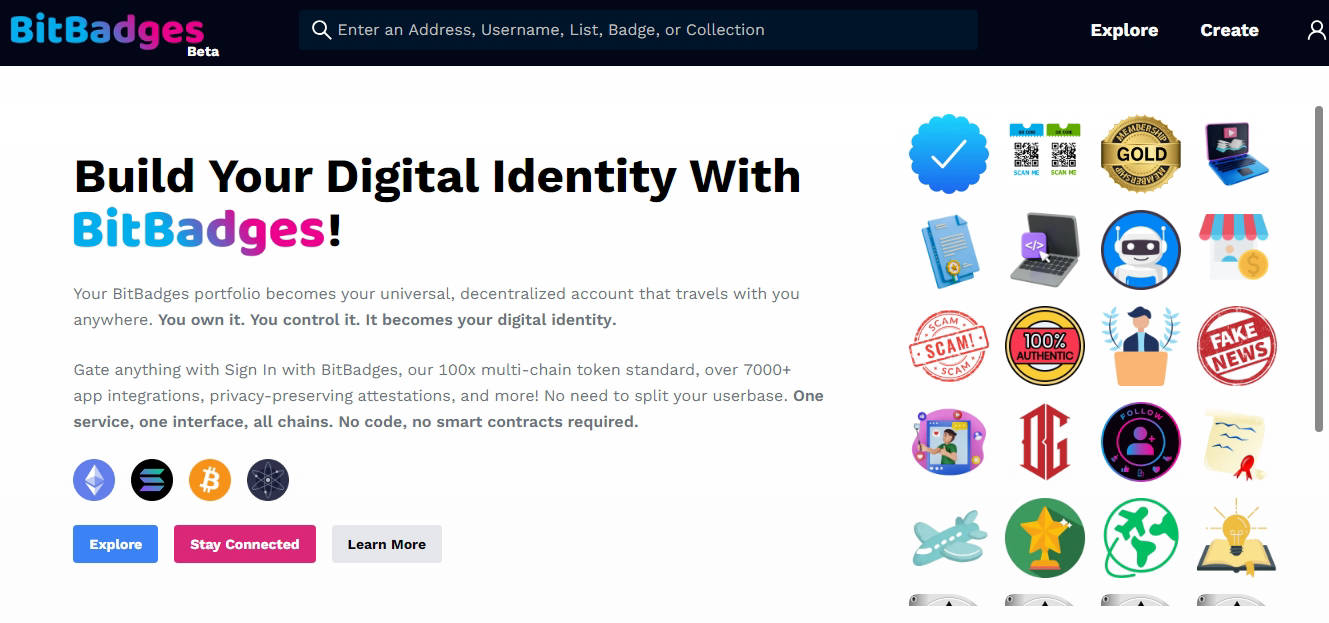 BitBadges
Beta
Enter an Address, Username, List, Badge, or Collection
Explore
Create
Build Your Digital Identity With
BitBadges!
Your BitBadges portfolio becomes your universal, decentralized account that travels with you
anywhere. You own it. You control it. It becomes your digital identity.
Gate anything with Sign In with BitBadges, our 100x multi-chain token standard, over 7000+
app integrations, privacy-preserving attestations, and more! No need to split your userbase. One
service, one interface, all chains. No code, no smart contracts required.
Explore
Stay Connected
Learn More
QR CODE
QR CODE
SCAN ME
SCAN ME
MEMBERSHIP
GOLD
MEMBERSHIP
</>
SCAM
SCAM!
SCAM
100%
AUTHENTIC
FAKE
NEWS
OG
FOLLOW